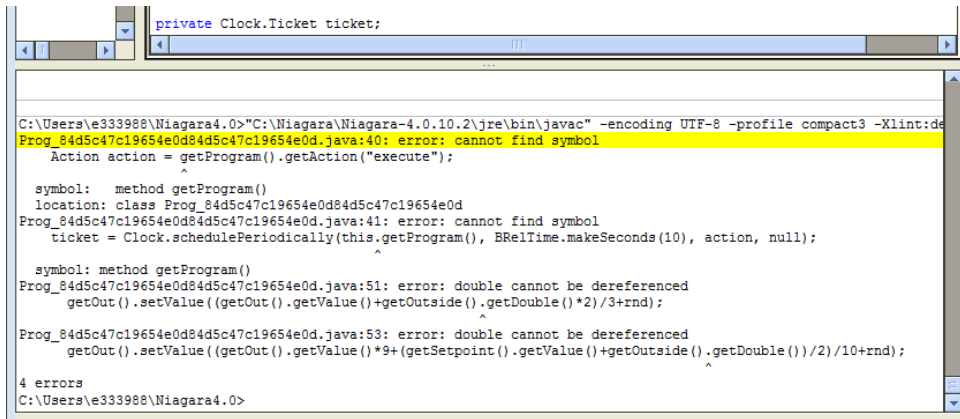 private Clock.Ticket ticket;
C:\Users\e333988\Niagara4.0>"C:\Niagara\Niagara-4.0.10.2\jre\bin\javac" -encoding UTF-8 -profile compact3 -Xlint:de
Prog_84d5c47c19654e0d84d5c47c19654e0d.java:40: error: cannot find symbol
Action action = getProgram().getAction("execute");
^
symbol:   method getProgram()
location: class Prog_84d5c47c19654e0d84d5c47c19654e0d
Prog_84d5c47c19654e0d84d5c47c19654e0d.java:41: error: cannot find symbol
ticket = Clock.schedulePeriodically(this.getProgram(), BRelTime.makeSeconds(10), action, null);
^
symbol: method getProgram()
Prog_84d5c47c19654e0d84d5c47c19654e0d.java:51: error: double cannot be dereferenced
getOut().setValue((getOut().getValue()+getOutside().getDouble()*2)/3+rnd);
^
Prog_84d5c47c19654e0d84d5c47c19654e0d.java:53: error: double cannot be dereferenced
getOut().setValue((getOut().getValue()*9+(getSetpoint().getValue()+getOutside().getDouble())/2)/10+rnd);
^
4 errors
C:\Users\e333988\Niagara4.0>